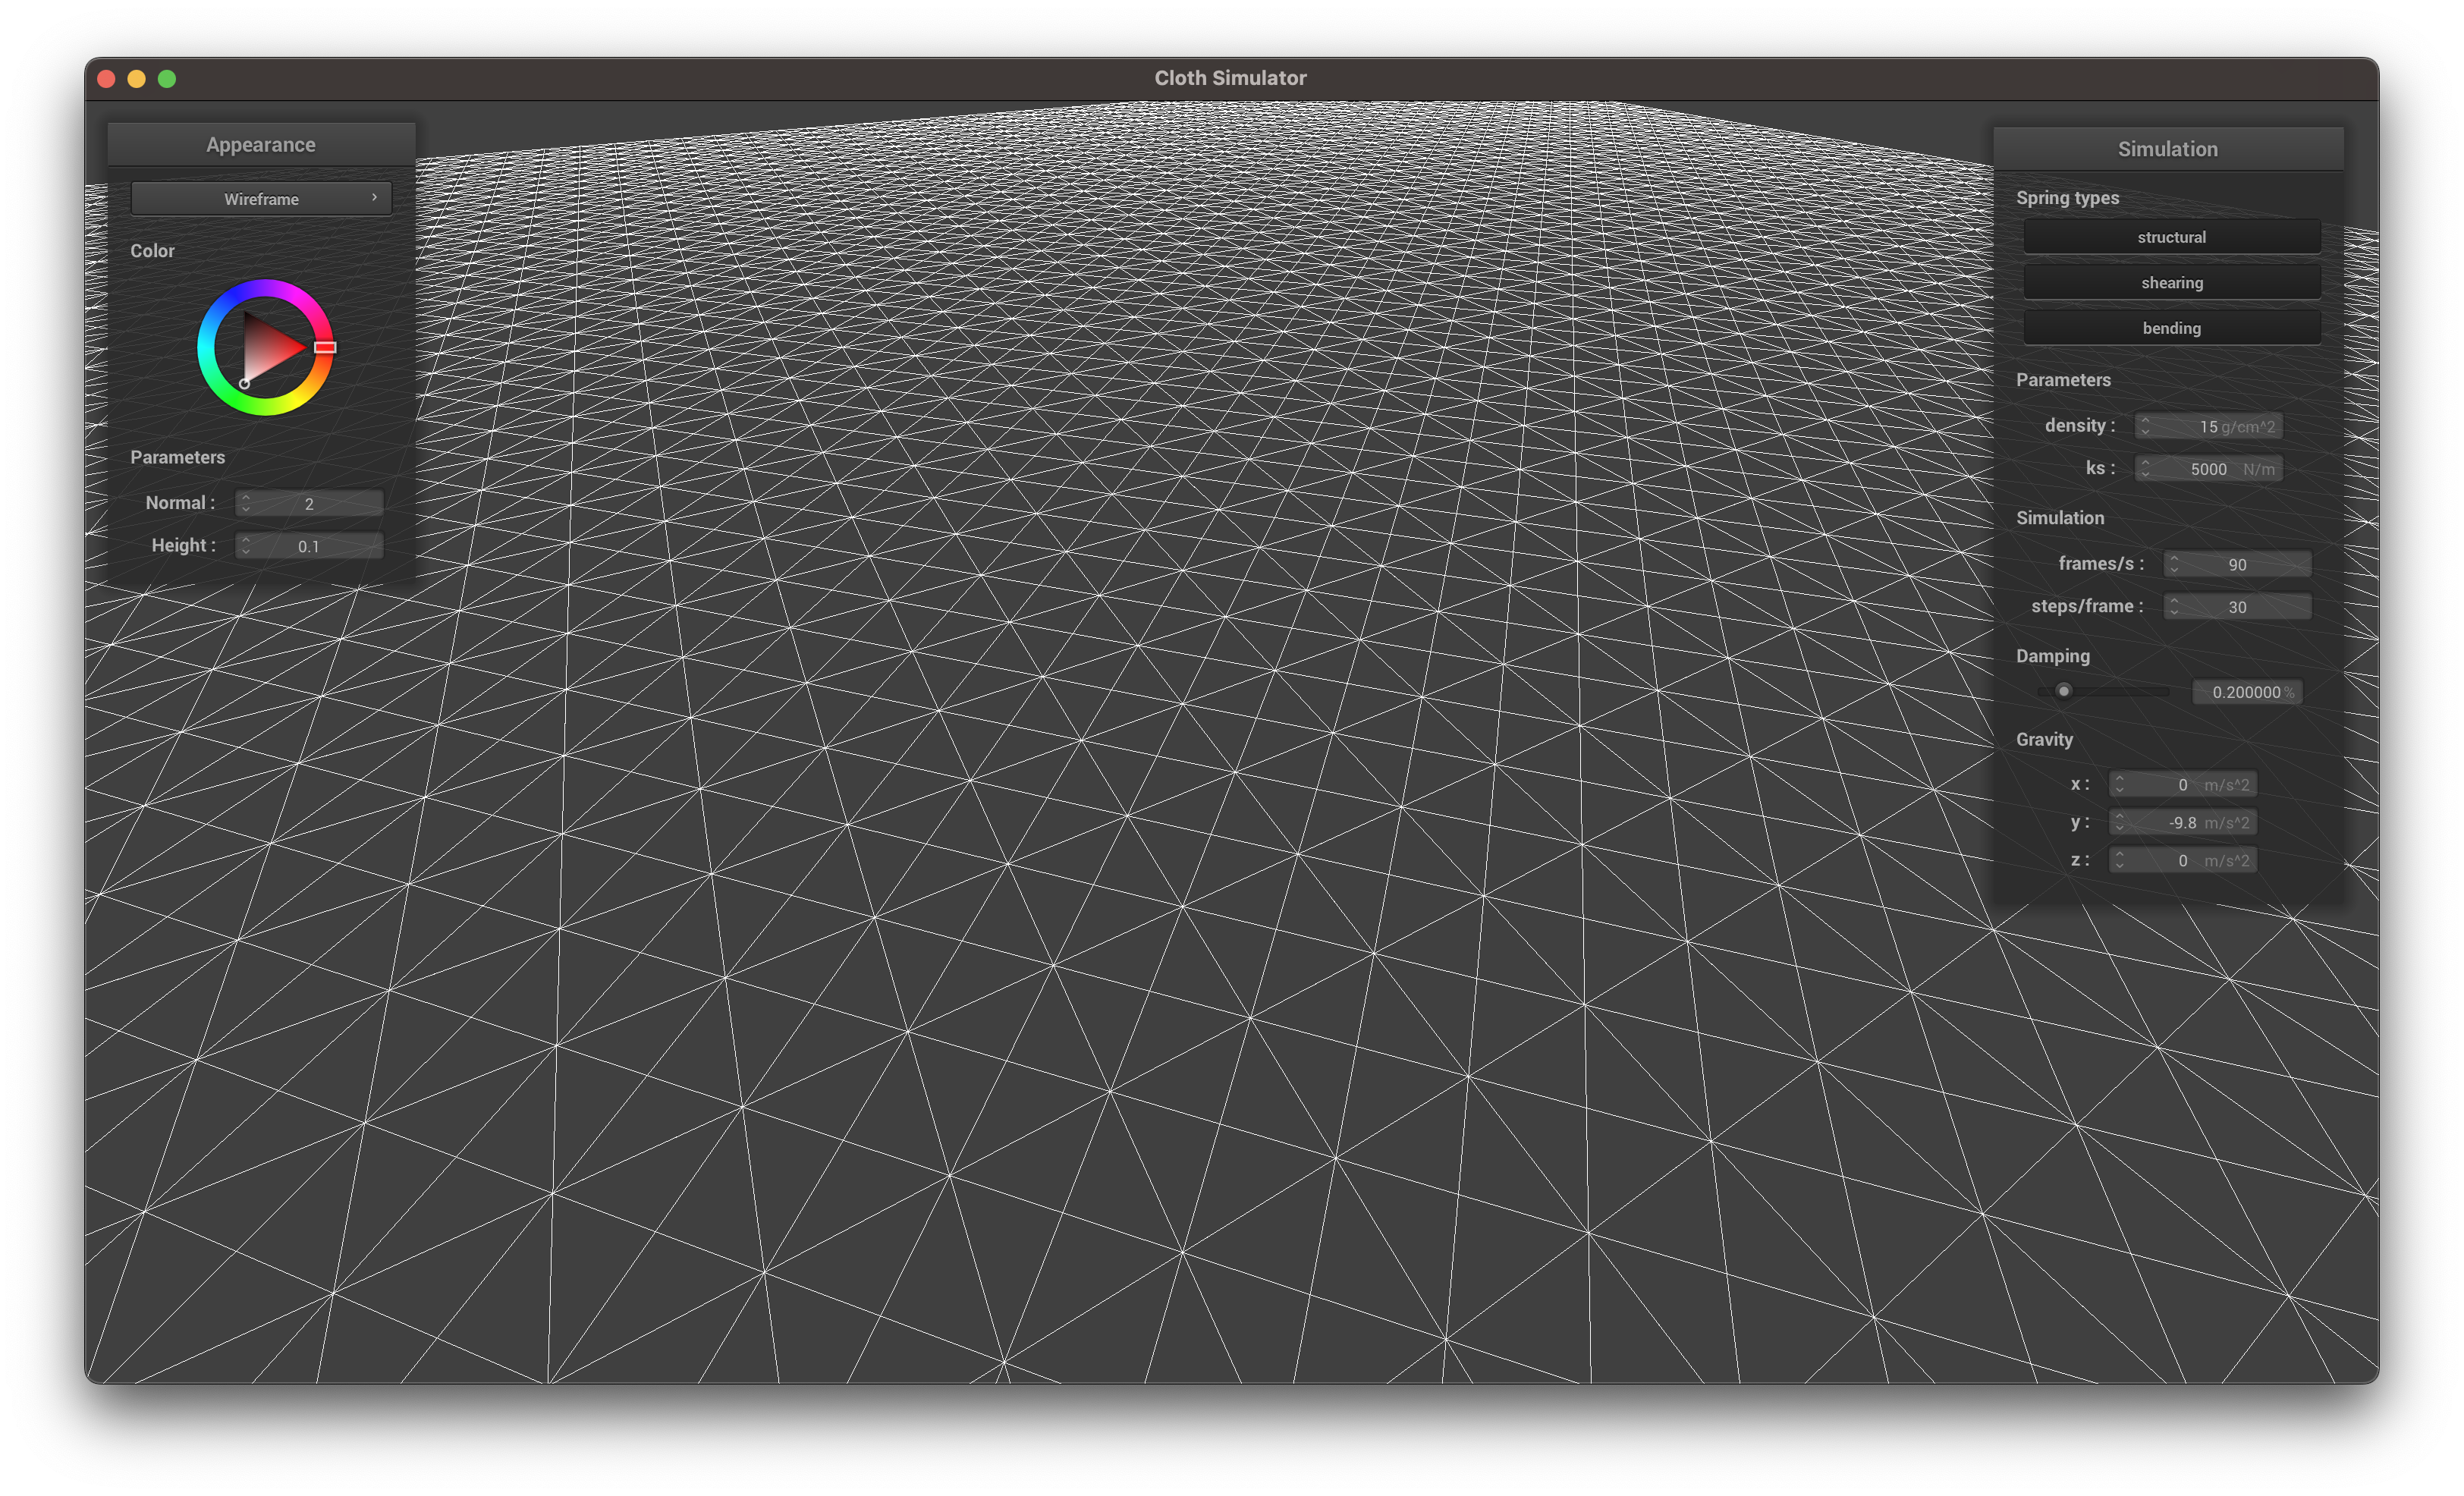 Cloth Simulator
Appearance
Wireframe
Color
Parameters
Normal : 2
Height : 0.1
Simulation
Spring types
structural
shearing
bending
Parameters
density : 15 g/cm^2
ks : 5000 N/m
Simulation
frames/s : 90
steps/frame : 30
Damping
0.200000 %
Gravity
x : 0 m/s^2
y : -9.8 m/s^2
z : 0 m/s^2